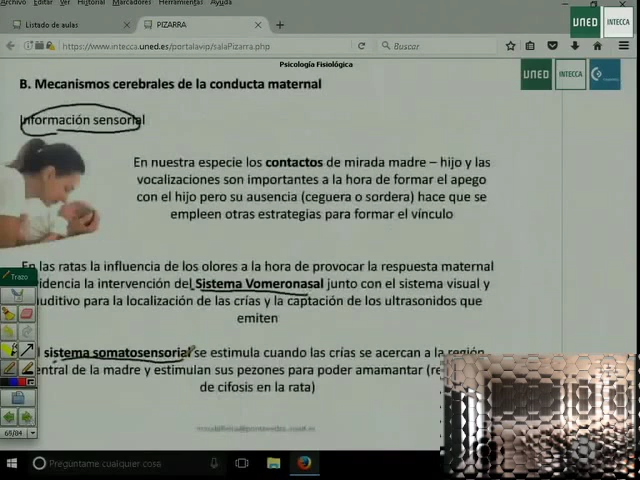 Archivo Editar Ver Historial Marcadores Herramientas Ayuda
Listado de aulas
PIZARRA
https://www.intecca.uned.es/portalavip/salaPizarra.php
Buscar
UNED INTECCA
Psicología Fisiológica
UNED INTECCA
B. Mecanismos cerebrales de la conducta maternal
Información sensorial
En nuestra especie los contactos de mirada madre – hijo y las
vocalizaciones son importantes a la hora de formar el apego
con el hijo pero su ausencia (ceguera o sordera) hace que se
empleen otras estrategias para formar el vínculo
En las ratas la influencia de los olores a la hora de provocar la respuesta maternal
evidencia la intervención del Sistema Vomeronasal junto con el sistema visual y
auditivo para la localización de las crías y la captación de los ultrasonidos que
emiten
sistema somatosensorial se estimula cuando las crías se acercan a la región
ventral de la madre y estimulan sus pezones para poder amamantar
de cifosis en la rata)
Trazo
65/84
Pregúntame cualquier cosa